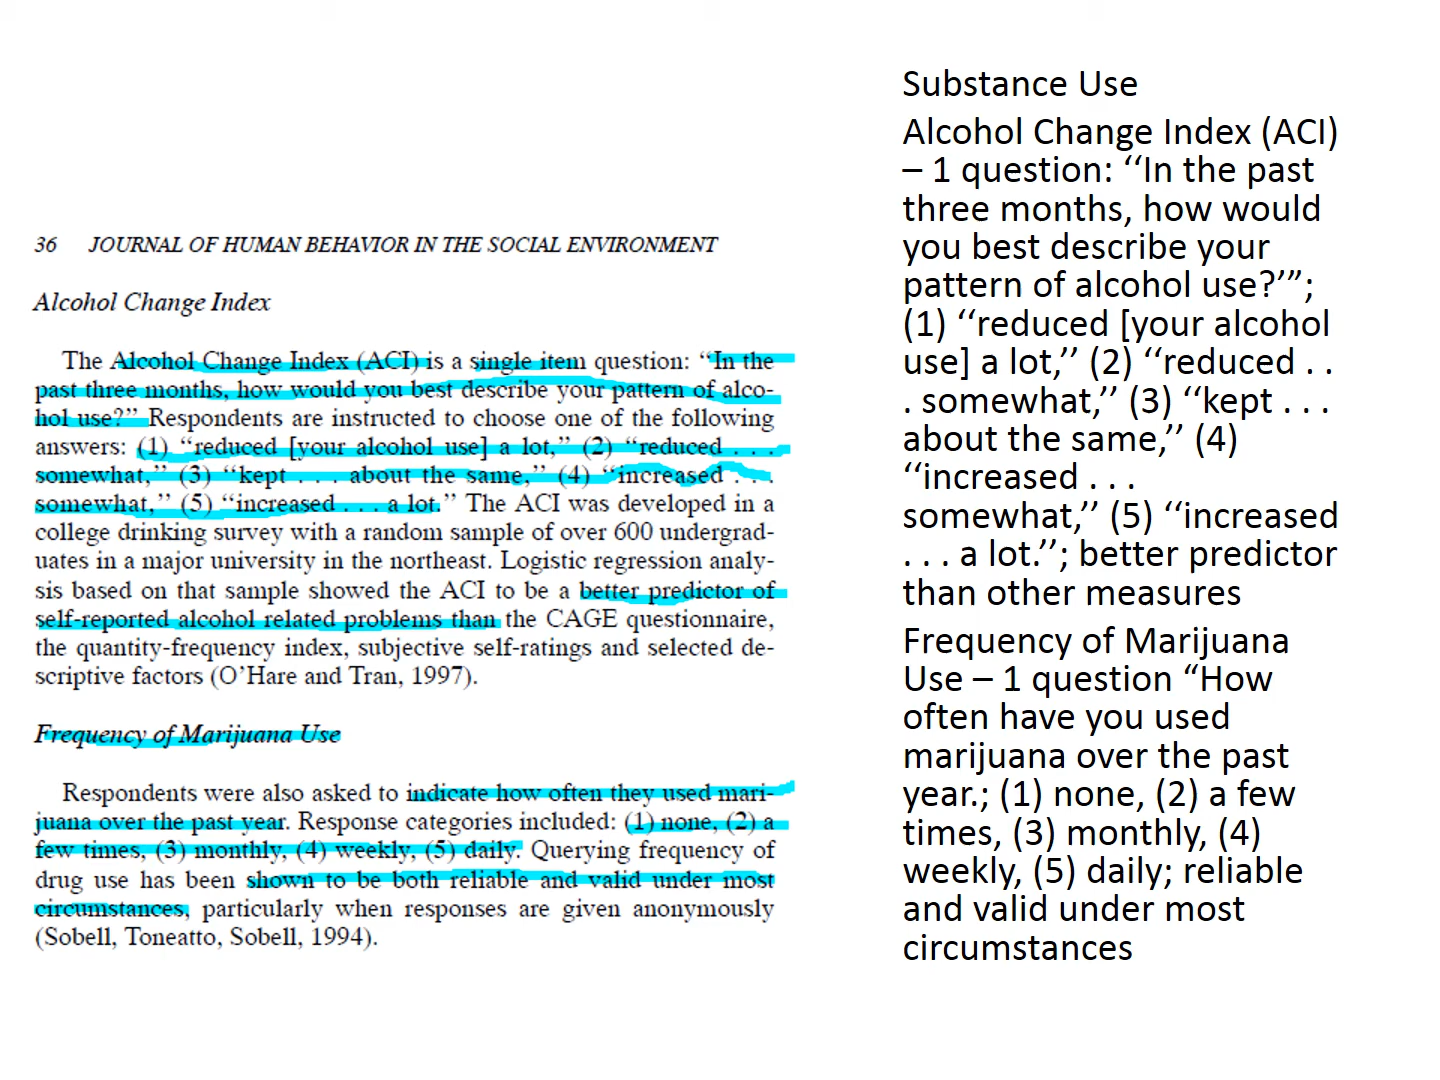 36 JOURNAL OF HUMAN BEHAVIOR IN THE SOCIAL ENVIRONMENT
Alcohol Change Index
The Alcohol Change Index (ACI) is a single item question: “In the
past three months, how would you best describe your pattern of alco-
hol use?” Respondents are instructed to choose one of the following
answers: (1) “reduced [your alcohol use] a lot,” (2) “reduced . . .
somewhat,” (3) “kept . . . about the same,” (4) “increased . . .
somewhat,” (5) “increased . . . a lot.” The ACI was developed in a
college drinking survey with a random sample of over 600 undergrad-
uates in a major university in the northeast. Logistic regression analy-
sis based on that sample showed the ACI to be a better predictor of
self-reported alcohol related problems than the CAGE questionnaire,
the quantity-frequency index, subjective self-ratings and selected de-
scriptive factors (O’Hare and Tran, 1997).
Frequency of Marijuana Use
Respondents were also asked to indicate how often they used mari-
juana over the past year. Response categories included: (1) none, (2) a
few times, (3) monthly, (4) weekly, (5) daily. Querying frequency of
drug use has been shown to be both reliable and valid under most
circumstances, particularly when responses are given anonymously
(Sobell, Toneatto, Sobell, 1994).
Substance Use
Alcohol Change Index (ACI)
– 1 question: ‘‘In the past
three months, how would
you best describe your
pattern of alcohol use?’”;
(1) ‘‘reduced [your alcohol
use] a lot,’’ (2) ‘‘reduced . .
. somewhat,’’ (3) ‘‘kept . . .
about the same,’’ (4)
‘‘increased . . .
somewhat,’’ (5) ‘‘increased
. . . a lot.’’; better predictor
than other measures
Frequency of Marijuana
Use – 1 question “How
often have you used
marijuana over the past
year.; (1) none, (2) a few
times, (3) monthly, (4)
weekly, (5) daily; reliable
and valid under most
circumstances